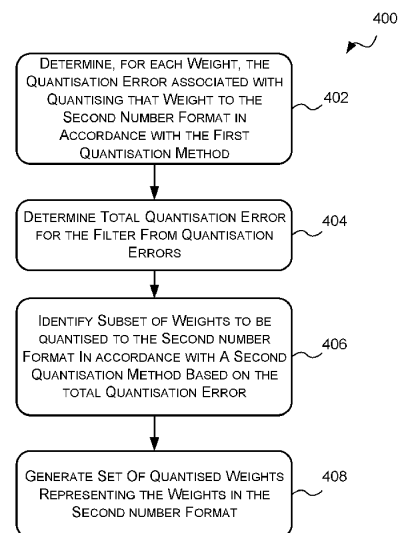 400
DETERMINE, FOR EACH WEIGHT, THE
QUANTISATION ERROR ASSOCIATED WITH
QUANTISING THAT WEIGHT TO THE
SECOND NUMBER FORMAT IN
ACCORDANCE WITH THE FIRST
QUANTISATION METHOD
402
DETERMINE TOTAL QUANTISATION ERROR
FOR THE FILTER FROM QUANTISATION
ERRORS
404
IDENTIFY SUBSET OF WEIGHTS TO BE
QUANTISED TO THE SECOND NUMBER
FORMAT IN ACCORDANCE WITH A SECOND
QUANTISATION METHOD BASED ON THE
TOTAL QUANTISATION ERROR
406
GENERATE SET OF QUANTISED WEIGHTS
REPRESENTING THE WEIGHTS IN THE
SECOND NUMBER FORMAT
408